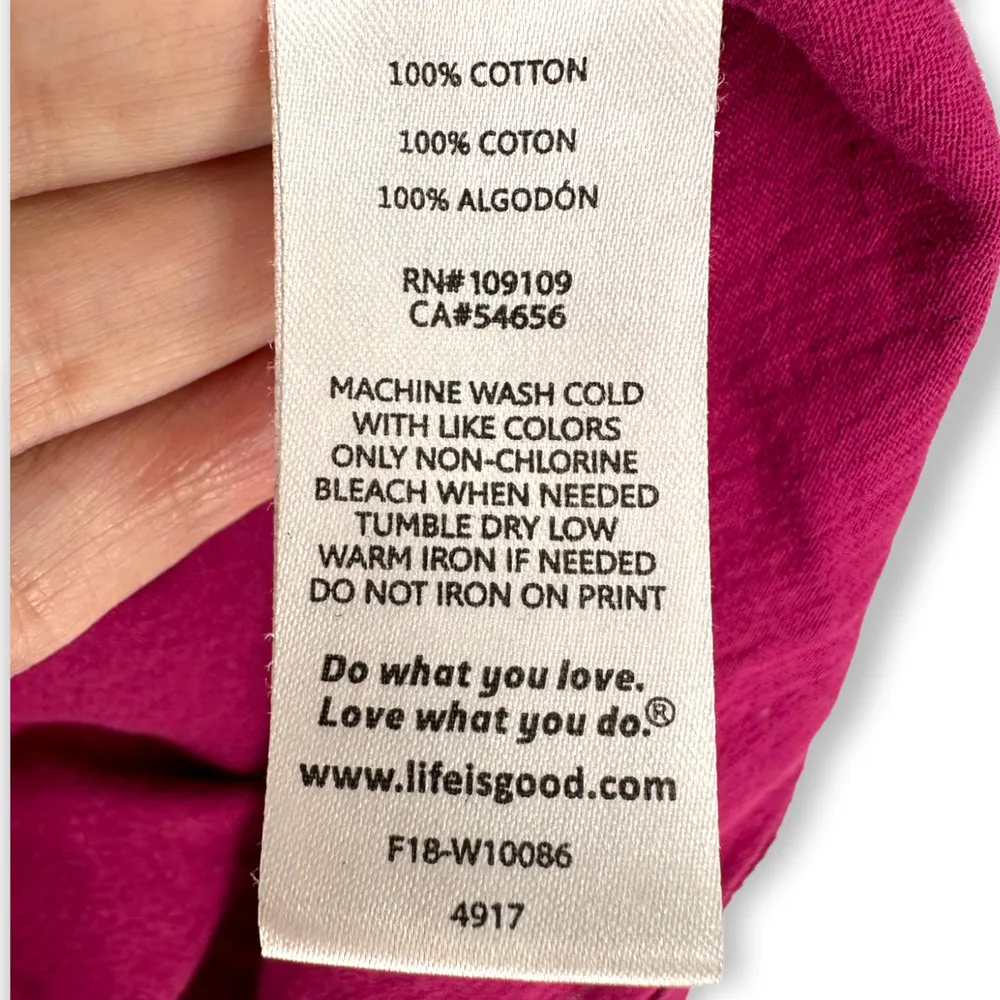 100% COTTON
100% COTON
100% ALGODÓN
RN# 109109
CA#54656
MACHINE WASH COLD
WITH LIKE COLORS
ONLY NON-CHLORINE
BLEACH WHEN NEEDED
TUMBLE DRY LOW
WARM IRON IF NEEDED
DO NOT IRON ON PRINT
Do what you love.
Love what you do.®
www.lifeisgood.com
F18-W10086
4917